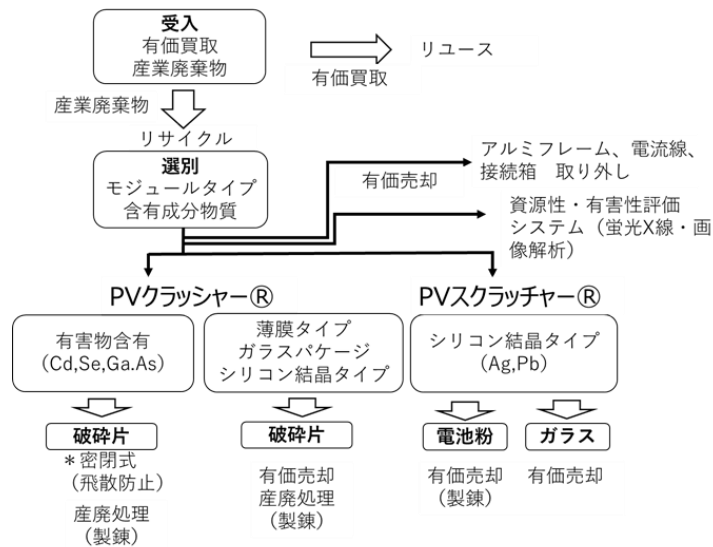 受入
有価買取
産業廃棄物
有価買取
リユース
産業廃棄物
リサイクル
選別
モジュールタイプ
含有成分物質
有価売却
アルミフレーム、電流線、
接続箱 取り外し
資源性・有害性評価
システム（蛍光X線・画
像解析）
PVクラッシャー®
PVスクラッチャー®
有害物含有
(Cd,Se,Ga.As)
薄膜タイプ
ガラスパッケージ
シリコン結晶タイプ
シリコン結晶タイプ
(Ag,Pb)
破砕片
＊密閉式
（飛散防止）
産廃処理
（製錬）
破砕片
有価売却
産廃処理
（製錬）
電池粉
有価売却
（製錬）
ガラス
有価売却